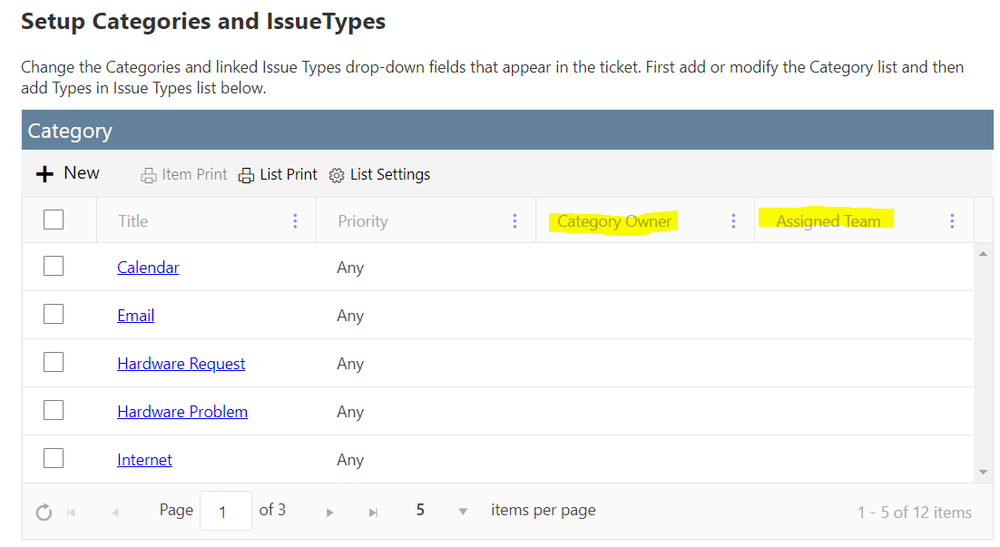 Setup Categories and IssueTypes
Change the Categories and linked Issue Types drop-down fields that appear in the ticket. First add or modify the Category list and then
add Types in Issue Types list below.
Category
New Item Print List Print List Settings
Title Priority Category Owner Assigned Team
Calendar Any
Email Any
Hardware Request Any
Hardware Problem Any
Internet Any
Page 1 of 3 5 items per page 1 - 5 of 12 items